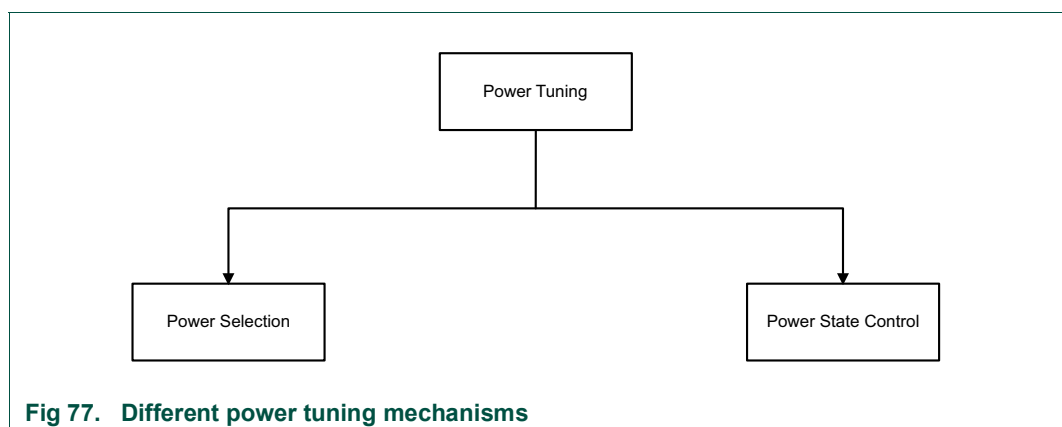 Power Tuning
Power Selection
Power State Control
Fig 77. Different power tuning mechanisms